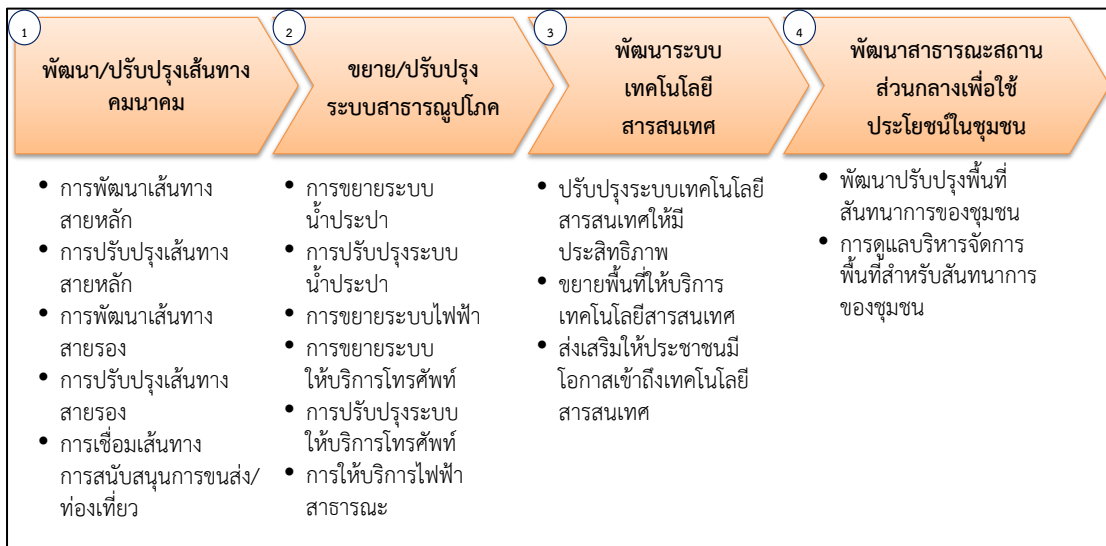 1
พัฒนา/ปรับปรุงเส้นทาง
คมนาคม
• การพัฒนาเส้นทาง
สายหลัก
• การปรับปรุงเส้นทาง
สายหลัก
• การพัฒนาเส้นทาง
สายรอง
• การปรับปรุงเส้นทาง
สายรอง
• การเชื่อมเส้นทาง
การสนับสนุนการขนส่ง/
ท่องเที่ยว
2
ขยาย/ปรับปรุง
ระบบสาธารณูปโภค
• การขยายระบบ
น้ำประปา
• การปรับปรุงระบบ
น้ำประปา
• การขยายระบบไฟฟ้า
• การขยายระบบ
ให้บริการโทรศัพท์
• การปรับปรุงระบบ
ให้บริการโทรศัพท์
• การให้บริการไฟฟ้า
สาธารณะ
3
พัฒนาระบบ
เทคโนโลยี
สารสนเทศ
• ปรับปรุงระบบเทคโนโลยี
สารสนเทศให้มี
ประสิทธิภาพ
• ขยายพื้นที่ให้บริการ
เทคโนโลยีสารสนเทศ
• ส่งเสริมให้ประชาชนมี
โอกาสเข้าถึงเทคโนโลยี
สารสนเทศ
4
พัฒนาสาธารณะสถาน
ส่วนกลางเพื่อใช้
ประโยชน์ในชุมชน
• พัฒนาปรับปรุงพื้นที่
สันทนาการของชุมชน
• การดูแลบริหารจัดการ
พื้นที่สำหรับสันทนาการ
ของชุมชน